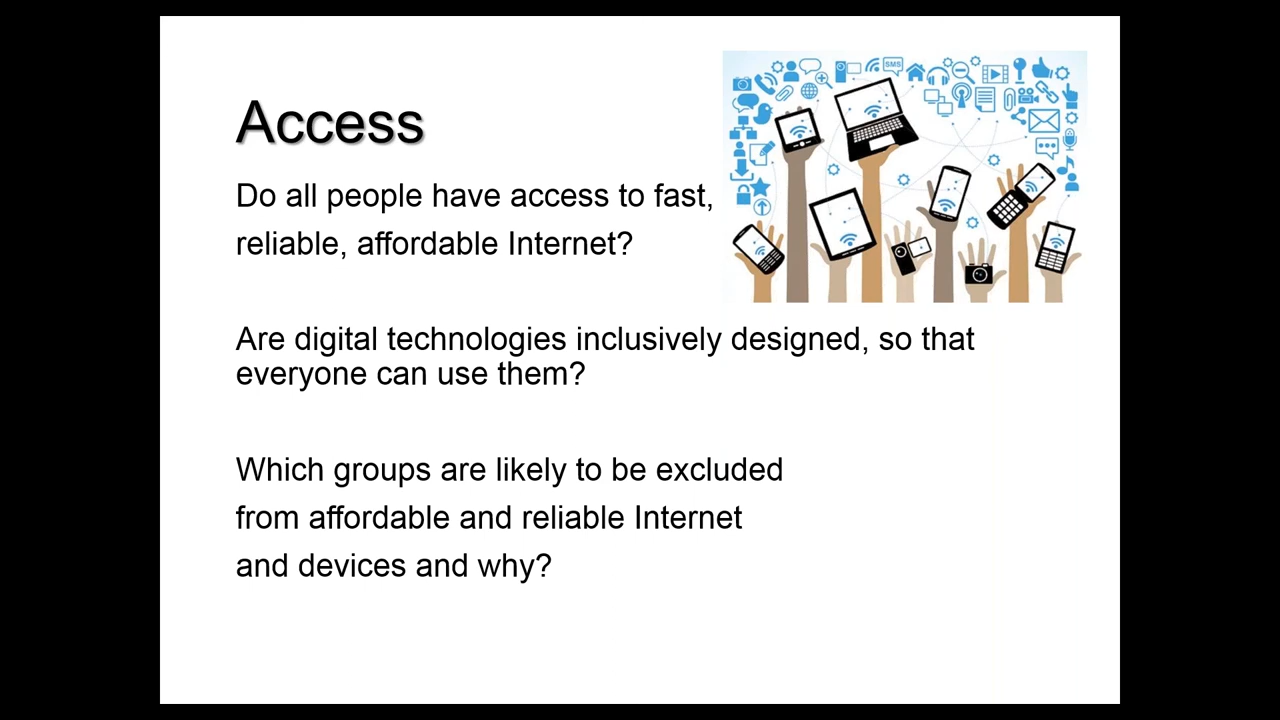 Access
SMS
Do all people have access to fast,
reliable, affordable Internet?
Are digital technologies inclusively designed, so that
everyone can use them?
Which groups are likely to be excluded
from affordable and reliable Internet
and devices and why?